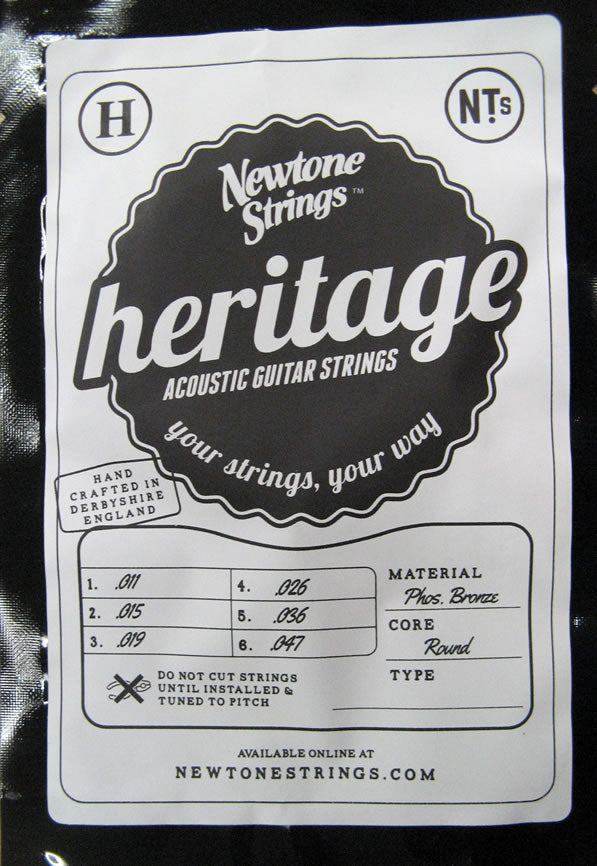 H
NTs
Newtone
Strings™
heritage
ACOUSTIC GUITAR STRINGS
your strings, your way
HAND
CRAFTED IN
DERBYSHIRE
ENGLAND
1. .011
2. .015
3. .019
4. .026
5. .036
6. .047
MATERIAL
Phos. Bronze
CORE
Round
TYPE
DO NOT CUT STRINGS
UNTIL INSTALLED &
TUNED TO PITCH
AVAILABLE ONLINE AT
NEWTONESTRINGS.COM